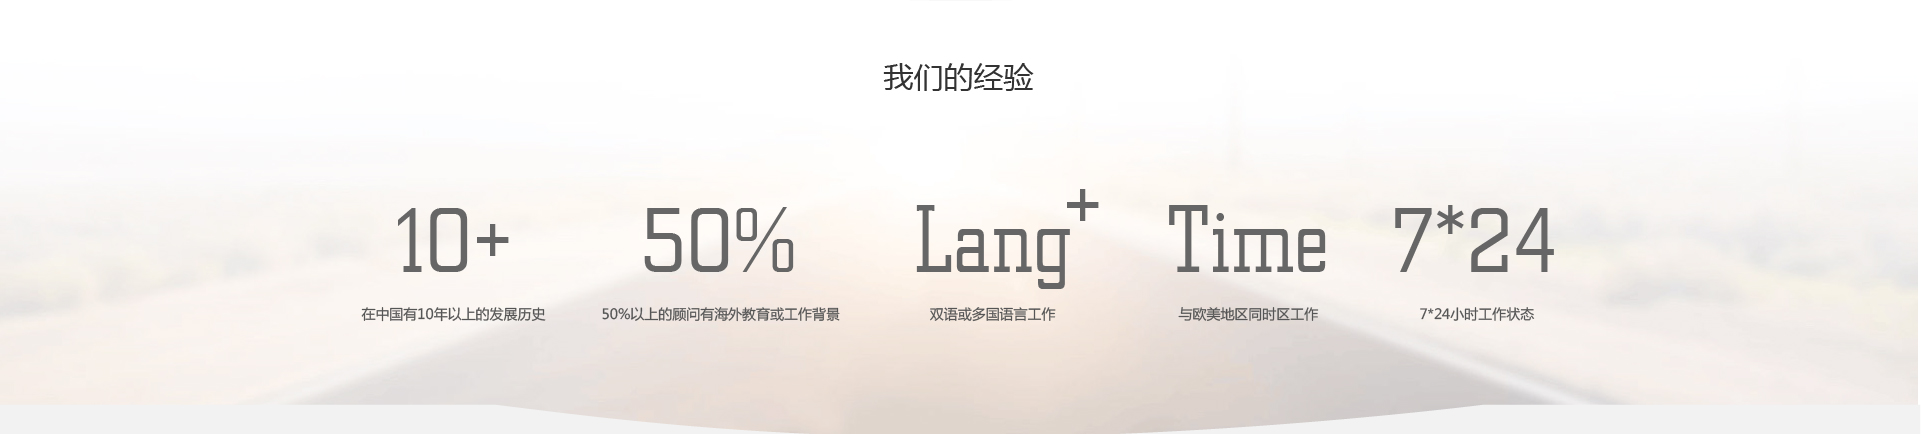 我们的经验
10+
50%
Lang+
Time
7*24
在中国有10年以上的发展历史
50%以上的顾问有海外教育或工作背景
双语或多国语言工作
与欧美地区同时区工作
7*24小时工作状态